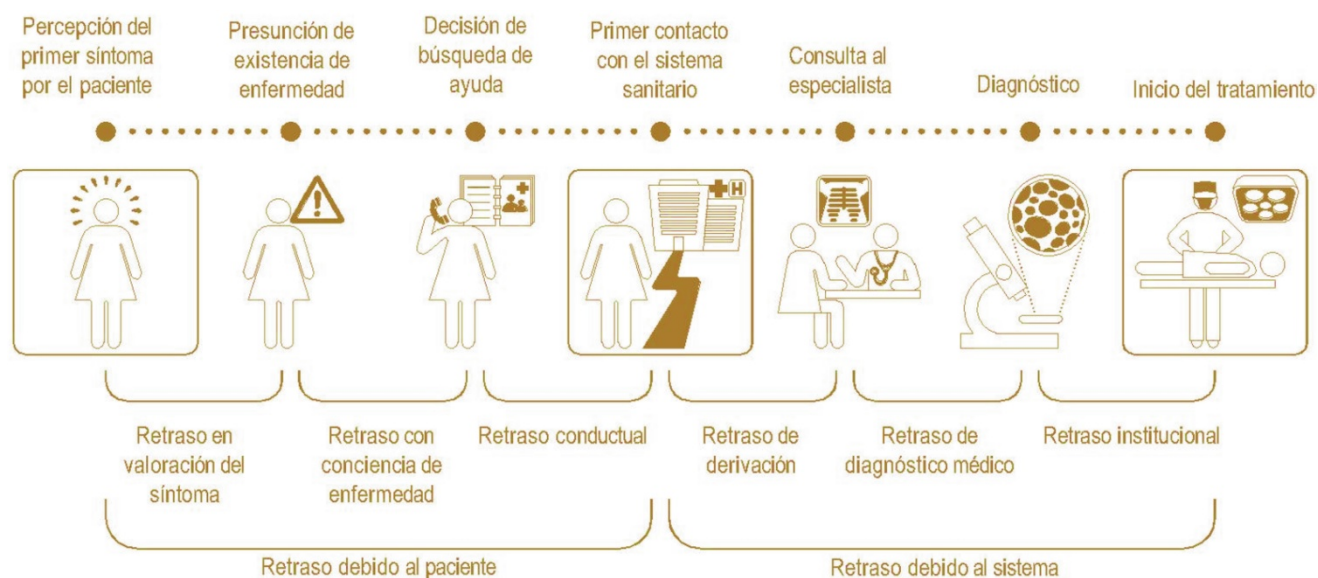 Percepción del
primer síntoma
por el paciente
Presunción de
existencia de
enfermedad
Decisión de
búsqueda de
ayuda
Primer contacto
con el sistema
sanitario
Consulta al
especialista
Diagnóstico
Inicio del tratamiento
H
Retraso en
valoración del
síntoma
Retraso con
conciencia de
enfermedad
Retraso conductual
Retraso de
derivación
Retraso de
diagnóstico médico
Retraso institucional
Retraso debido al paciente
Retraso debido al sistema